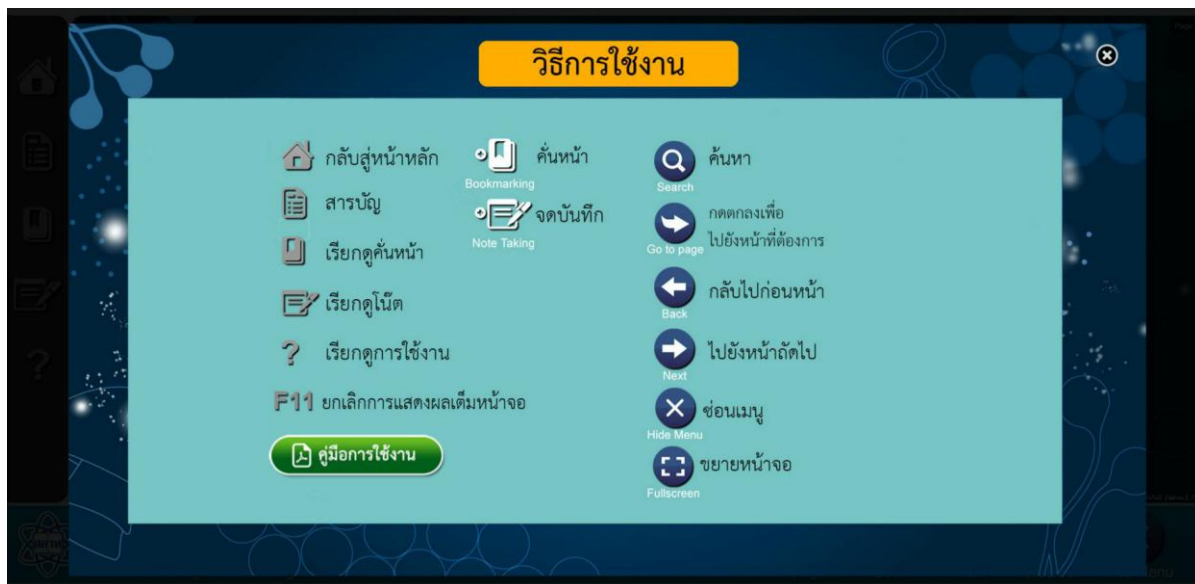 วิธีการใช้งาน
กลับสู่หน้าหลัก
สารบัญ
เรียกดูคั่นหน้า
เรียกดูโน๊ต
? เรียกดูการใช้งาน
F11 ยกเลิกการแสดงผลเต็มหน้าจอ
คู่มือการใช้งาน
คั่นหน้า
Bookmarking
จดบันทึก
Note Taking
ค้นหา
Search
กดตกลงเพื่อ
ไปยังหน้าที่ต้องการ
Go to page
กลับไปก่อนหน้า
Back
ไปยังหน้าถัดไป
Next
ซ่อนเมนู
Hide Menu
ขยายหน้าจอ
Fullscreen